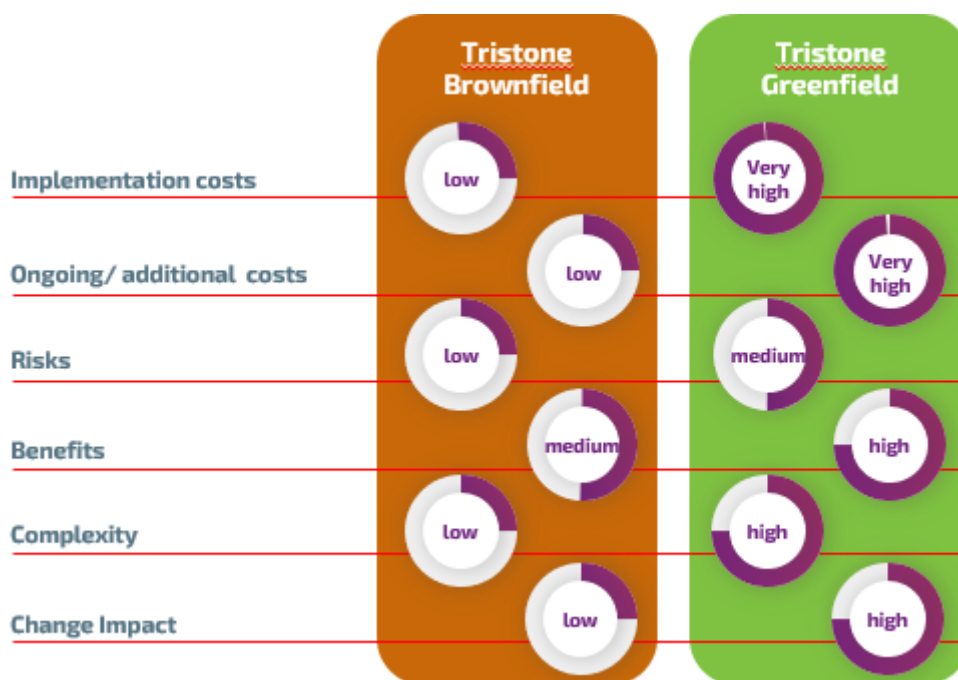 Tristone
Brownfield
Tristone
Greenfield
Implementation costs
low
Very
high
Ongoing/ additional  costs
low
Very
high
Risks
low
medium
Benefits
medium
high
Complexity
low
high
Change Impact
low
high